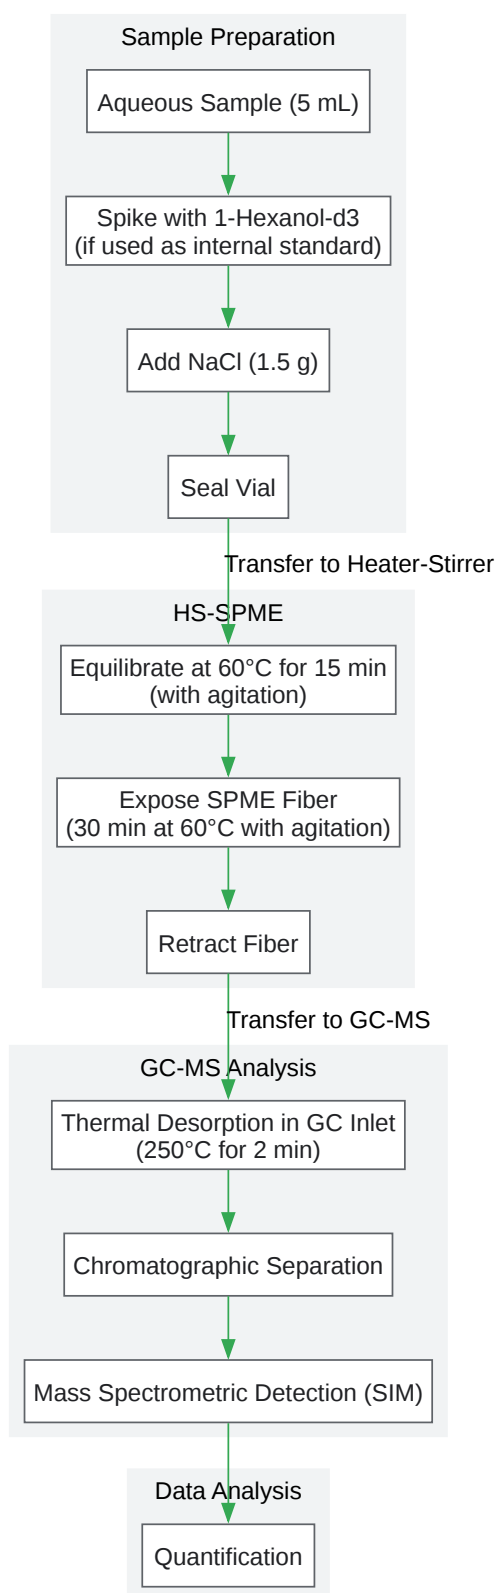 Sample Preparation
Aqueous Sample (5 mL)
Spike with 1-Hexanol-d3
(if used as internal standard)
Add NaCl (1.5 g)
Seal Vial
Transfer to Heater-Stirrer
HS-SPME
Equilibrate at 60°C for 15 min
(with agitation)
Expose SPME Fiber
(30 min at 60°C with agitation)
Retract Fiber
Transfer to GC-MS
GC-MS Analysis
Thermal Desorption in GC Inlet
(250°C for 2 min)
Chromatographic Separation
Mass Spectrometric Detection (SIM)
Data Analysis
Quantification